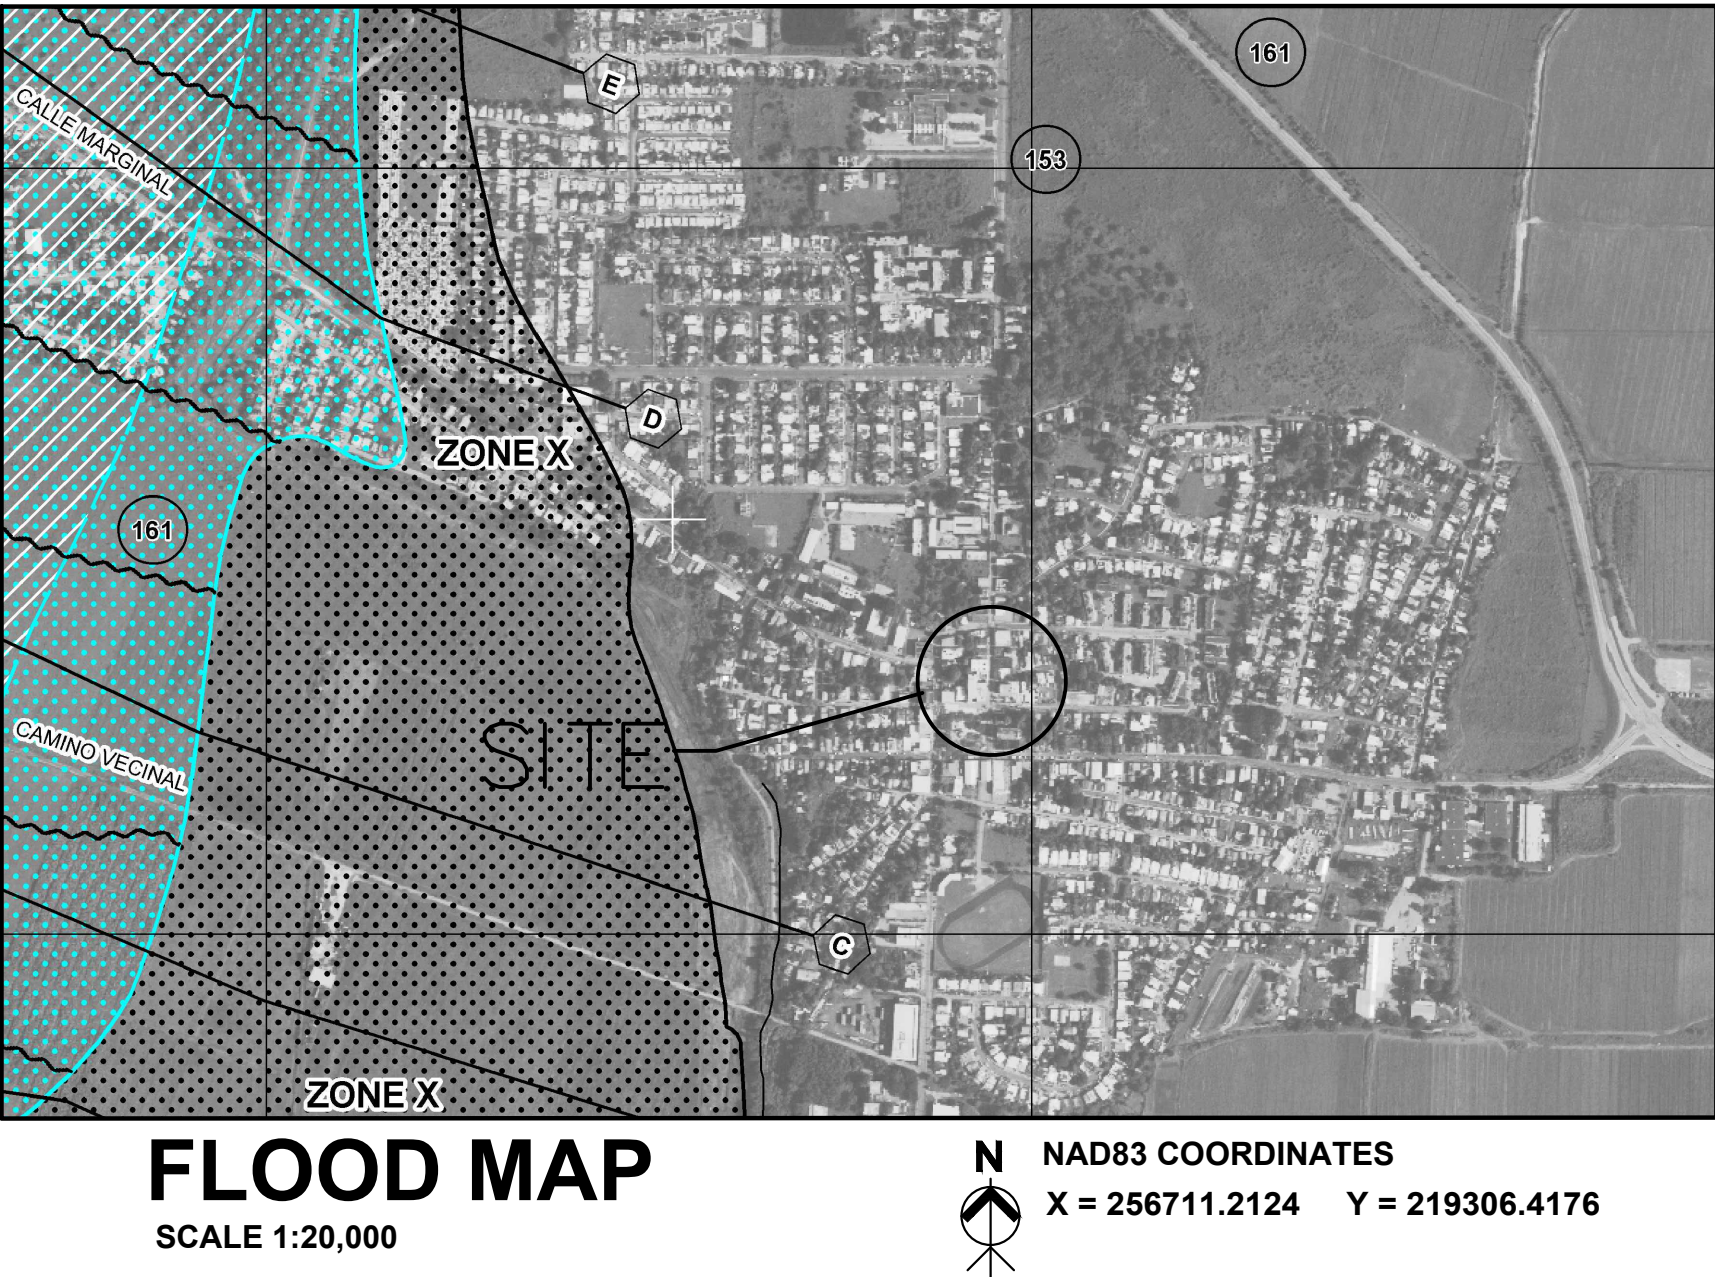 E
161
CALLE MARGINAL
153
D
ZONE X
161
SITE
CAMINO VECINAL
C
ZONE X
FLOOD MAP
SCALE 1:20,000
N
NAD83 COORDINATES
X = 256711.2124 Y = 219306.4176